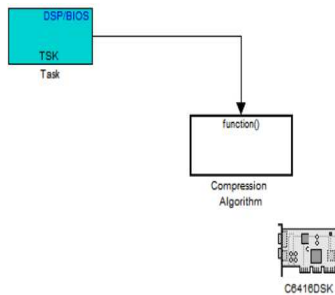 DSP/BIOS
TSK
Task
function()
Compression
Algorithm
C6416DSK